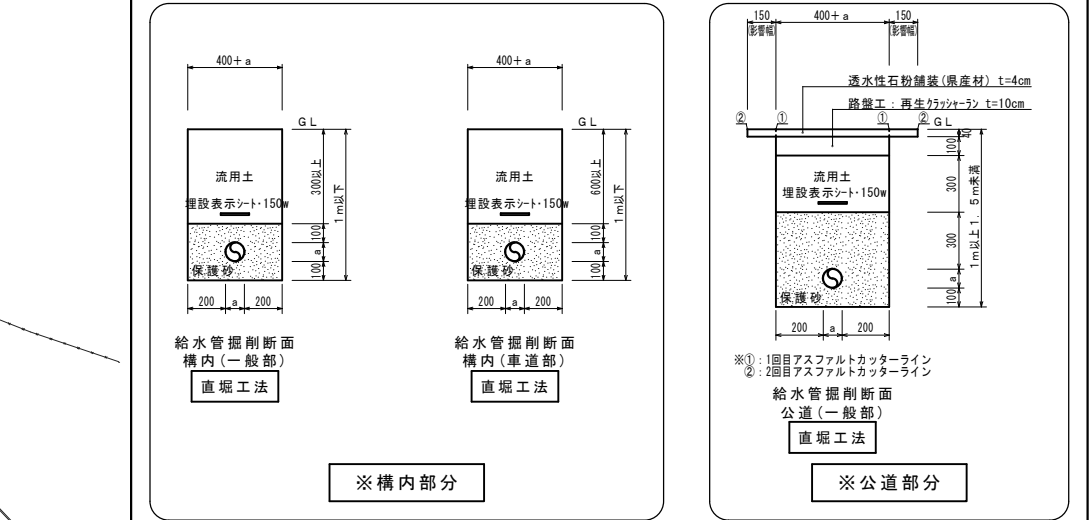 400+ a
GL
流用土
埋設表示シート・150w
保護砂
300以上
1m以下
100
a
100
200
a
200
給水管掘削断面
構内(一般部)
直堀工法
400+ a
GL
流用土
埋設表示シート・150w
保護砂
600以上
1m以下
100
a
100
200
a
200
給水管掘削断面
構内(車道部)
直堀工法
※構内部分
150
(影響幅)
400+ a
150
(影響幅)
透水性石粉舗装(県産材) t=4cm
路盤工:再生クラッシャーラン t=10cm
② ① ① ② GL
流用土
埋設表示シート・150w
保護砂
40
100
300
300
a
100
1m以上1.5m未満
200
a
200
※①:1回目アスファルトカッターライン
②:2回目アスファルトカッターライン
給水管掘削断面
公道(一般部)
直堀工法
※公道部分